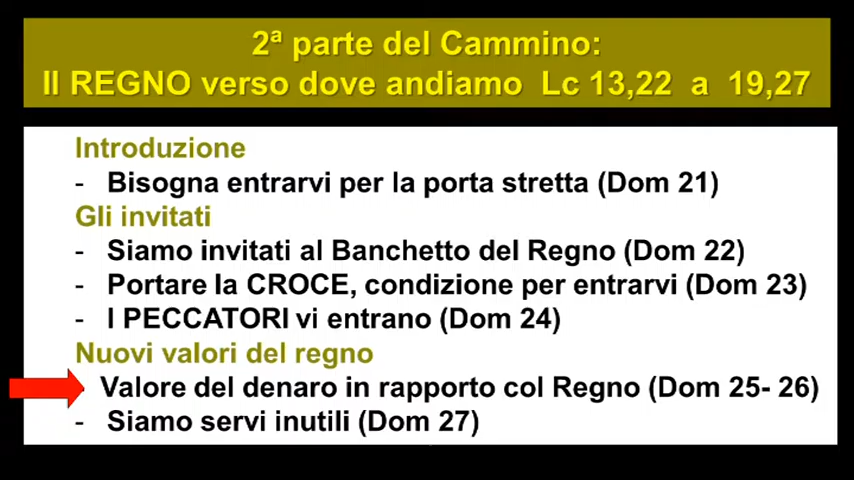 2ª parte del Cammino:
Il REGNO verso dove andiamo Lc 13,22 a 19,27
Introduzione
- Bisogna entrarvi per la porta stretta (Dom 21)
Gli invitati
- Siamo invitati al Banchetto del Regno (Dom 22)
- Portare la CROCE, condizione per entrarvi (Dom 23)
- I PECCATORI vi entrano (Dom 24)
Nuovi valori del regno
Valore del denaro in rapporto col Regno (Dom 25- 26)
- Siamo servi inutili (Dom 27)